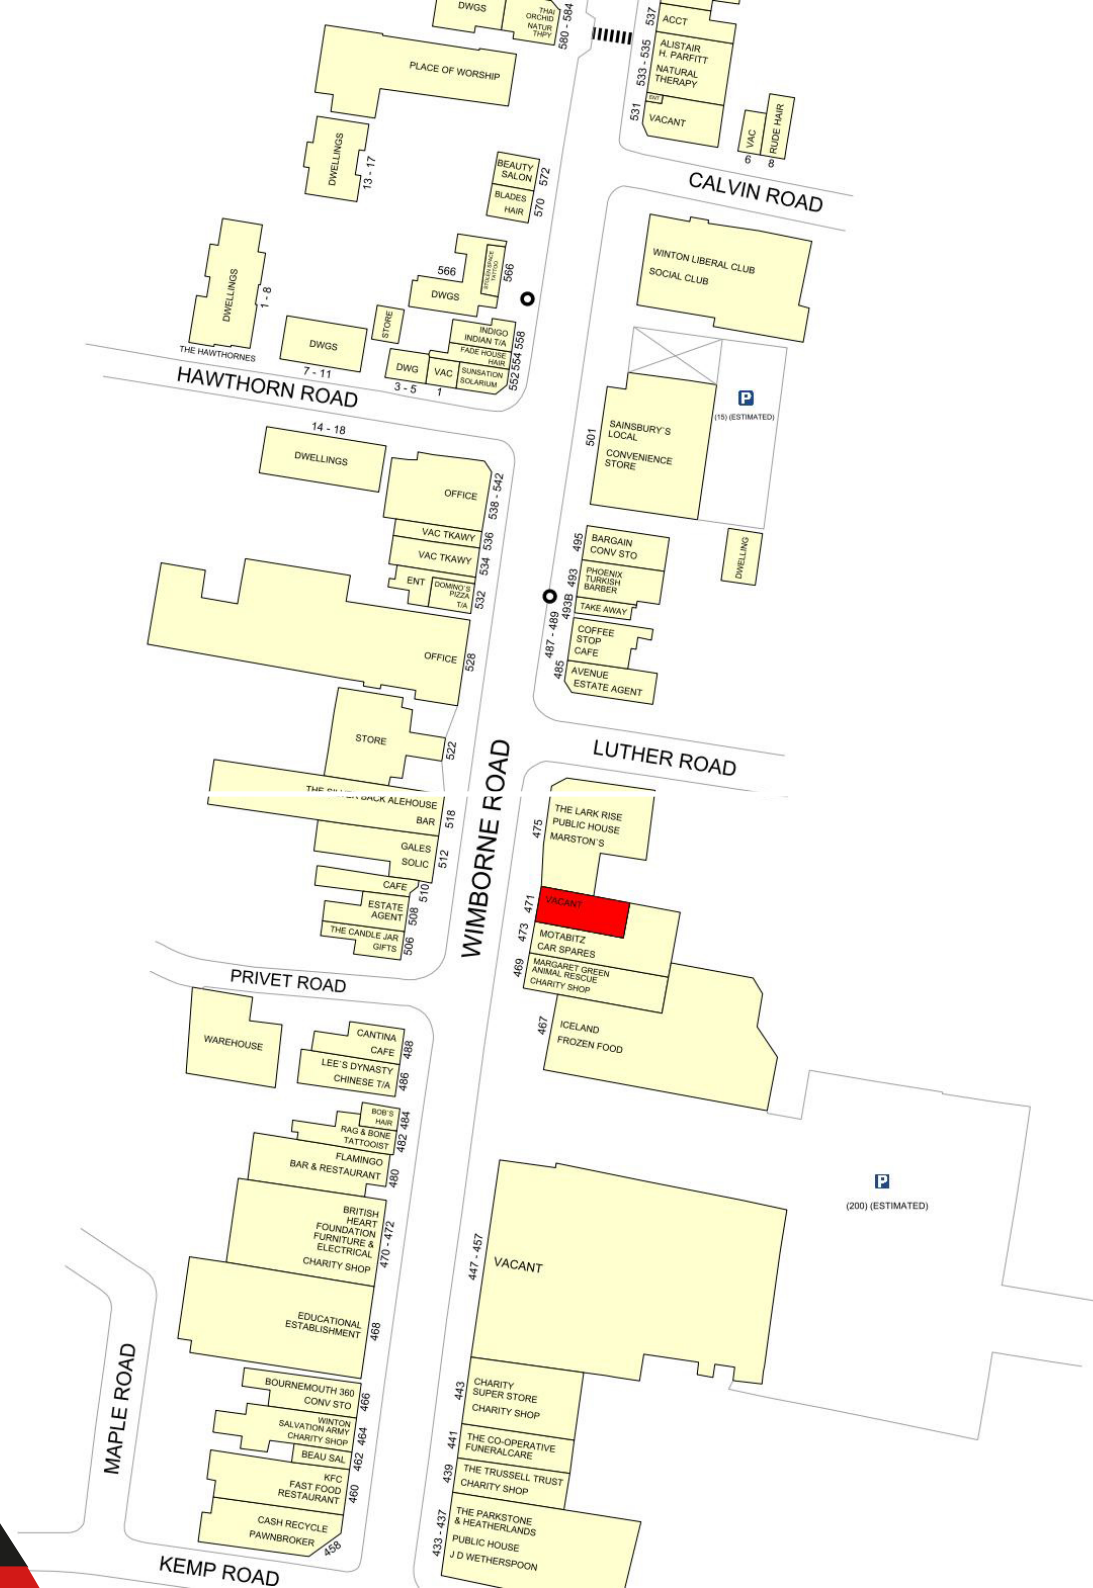 DWGS
THAI
ORCHID
NATUR
THPY
580 - 584
537
ACCT
533 - 535
ALISTAIR
H. PARFITT
NATURAL
THERAPY
ENT
531
VACANT
VAC
6
RUDE HAIR
8
PLACE OF WORSHIP
DWELLINGS
13 - 17
BEAUTY
SALON
572
BLADES
HAIR
570
CALVIN ROAD
WINTON LIBERAL CLUB
SOCIAL CLUB
566
STOLEN SPACE
TATTOO
566
DWGS
DWELLINGS
1 - 8
THE HAWTHORNES
DWGS
7 - 11
STORE
INDIGO
INDIAN T/A
558
FADE HOUSE
HAIR
554
DWG
3 - 5
VAC
1
SUNSATION
SOLARIUM
552
HAWTHORN ROAD
P
(15) (ESTIMATED)
501
SAINSBURY`S
LOCAL
CONVENIENCE
STORE
14 - 18
DWELLINGS
OFFICE
538 - 542
VAC TKAWY
536
VAC TKAWY
534
ENT
DOMINO`S
PIZZA
T/A
532
495
BARGAIN
CONV STO
DWELLING
493
PHOENIX
TURKISH
BARBER
493B
TAKE AWAY
487 - 489
COFFEE
STOP
CAFE
485
AVENUE
ESTATE AGENT
OFFICE
528
STORE
522
LUTHER ROAD
WIMBORNE ROAD
THE SILVER BACK ALEHOUSE
BAR
518
GALES
SOLIC
512
CAFE
510
ESTATE
AGENT
508
THE CANDLE JAR
GIFTS
506
475
THE LARK RISE
PUBLIC HOUSE
MARSTON`S
471
VACANT
473
MOTABITZ
CAR SPARES
469
MARGARET GREEN
ANIMAL RESCUE
CHARITY SHOP
467
ICELAND
FROZEN FOOD
PRIVET ROAD
WAREHOUSE
CANTINA
CAFE
488
LEE`S DYNASTY
CHINESE T/A
486
BOB'S
HAIR
484
RAG & BONE
TATTOOIST
482
FLAMINGO
BAR & RESTAURANT
480
BRITISH
HEART
FOUNDATION
FURNITURE &
ELECTRICAL
CHARITY SHOP
470 - 472
EDUCATIONAL
ESTABLISHMENT
468
P
(200) (ESTIMATED)
447 - 457
VACANT
BOURNEMOUTH 360
CONV STO
466
WINTON
SALVATION ARMY
CHARITY SHOP
464
BEAU SAL
462
KFC
FAST FOOD
RESTAURANT
460
CASH RECYCLE
PAWNBROKER
458
443
CHARITY
SUPER STORE
CHARITY SHOP
441
THE CO-OPERATIVE
FUNERALCARE
439
THE TRUSSELL TRUST
CHARITY SHOP
433 - 437
THE PARKSTONE
& HEATHERLANDS
PUBLIC HOUSE
J D WETHERSPOON
MAPLE ROAD
KEMP ROAD